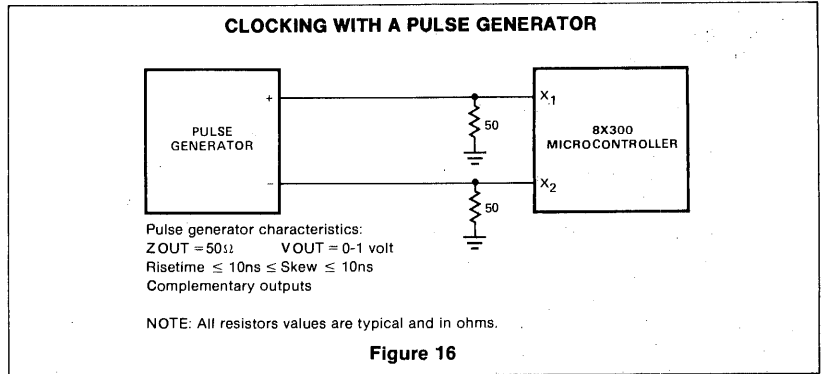 CLOCKING WITH A PULSE GENERATOR
+
X1
50
PULSE
GENERATOR
8X300
MICROCONTROLLER
−
X2
50
Pulse generator characteristics:
ZOUT = 50Ω VOUT = 0-1 volt
Risetime ≤ 10ns ≤ Skew ≤ 10ns
Complementary outputs
NOTE: All resistors values are typical and in ohms.
Figure 16